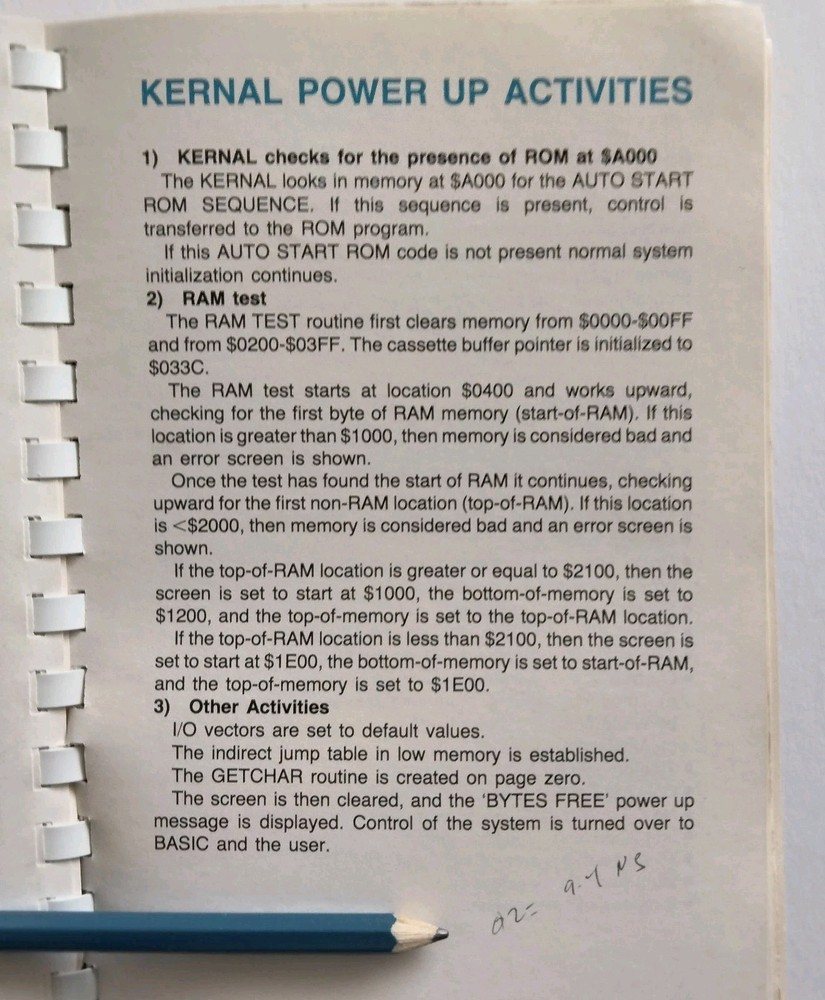 KERNAL POWER UP ACTIVITIES
1) KERNAL checks for the presence of ROM at $A000
The KERNAL looks in memory at $A000 for the AUTO START
ROM SEQUENCE. If this sequence is present, control is
transferred to the ROM program.
If this AUTO START ROM code is not present normal system
initialization continues.
2) RAM test
The RAM TEST routine first clears memory from $0000-$00FF
and from $0200-$03FF. The cassette buffer pointer is initialized to
$033C.
The RAM test starts at location $0400 and works upward,
checking for the first byte of RAM memory (start-of-RAM). If this
location is greater than $1000, then memory is considered bad and
an error screen is shown.
Once the test has found the start of RAM it continues, checking
upward for the first non-RAM location (top-of-RAM). If this location
is <$2000, then memory is considered bad and an error screen is
shown.
If the top-of-RAM location is greater or equal to $2100, then the
screen is set to start at $1000, the bottom-of-memory is set to
$1200, and the top-of-memory is set to the top-of-RAM location.
If the top-of-RAM location is less than $2100, then the screen is
set to start at $1E00, the bottom-of-memory is set to start-of-RAM,
and the top-of-memory is set to $1E00.
3) Other Activities
I/O vectors are set to default values.
The indirect jump table in low memory is established.
The GETCHAR routine is created on page zero.
The screen is then cleared, and the 'BYTES FREE' power up
message is displayed. Control of the system is turned over to
BASIC and the user.